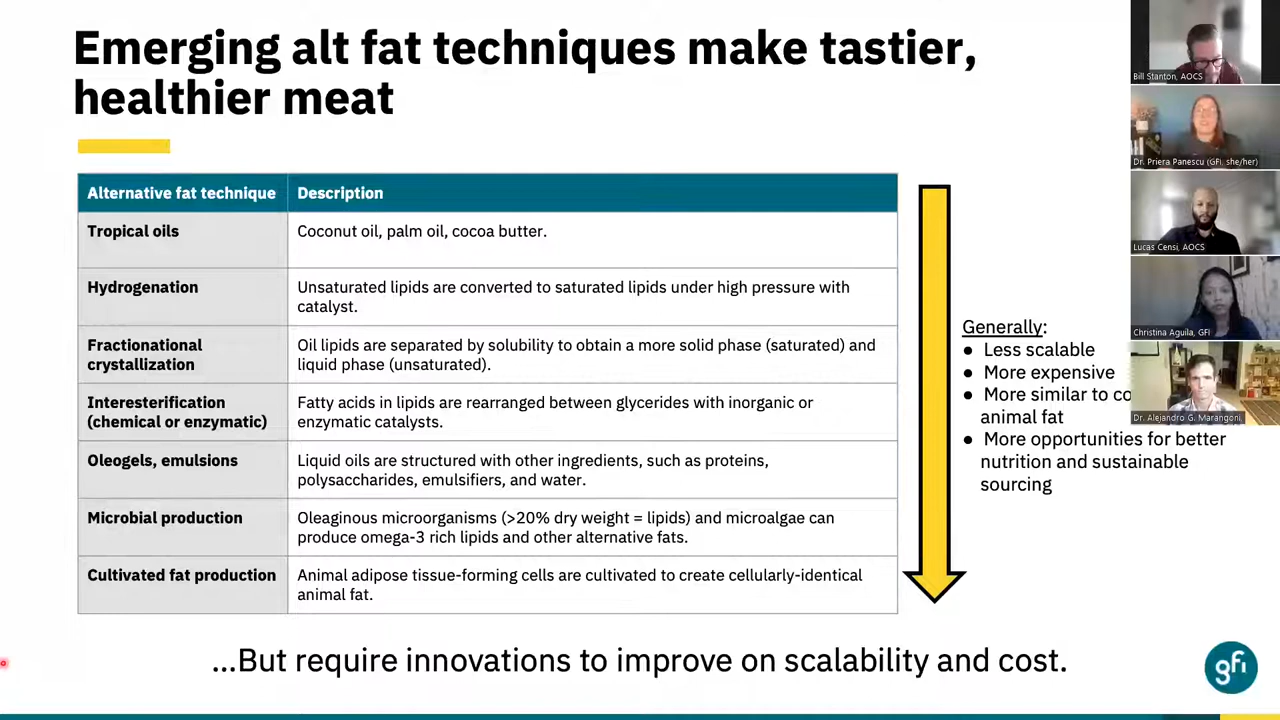 Emerging alt fat techniques make tastier,
healthier meat
Alternative fat technique Description
Tropical oils Coconut oil, palm oil, cocoa butter.
Hydrogenation Unsaturated lipids are converted to saturated lipids under high pressure with
catalyst.
Fractionational
crystallization
Oil lipids are separated by solubility to obtain a more solid phase (saturated) and
liquid phase (unsaturated).
Interesterification
(chemical or enzymatic)
Fatty acids in lipids are rearranged between glycerides with inorganic or
enzymatic catalysts.
Oleogels, emulsions Liquid oils are structured with other ingredients, such as proteins,
polysaccharides, emulsifiers, and water.
Microbial production Oleaginous microorganisms (>20% dry weight = lipids) and microalgae can
produce omega-3 rich lipids and other alternative fats.
Cultivated fat production Animal adipose tissue-forming cells are cultivated to create cellularly-identical
animal fat.
Generally:
● Less scalable
● More expensive
● More similar to co
animal fat
● More opportunities for better
nutrition and sustainable
sourcing
...But require innovations to improve on scalability and cost.
gfi
Bill Stanton, AOCS
Dr. Priera Panescu (GFI, she/her)
Lucas Censi, AOCS
Christina Aguila, GFI
Dr. Alejandro G. Marangoni